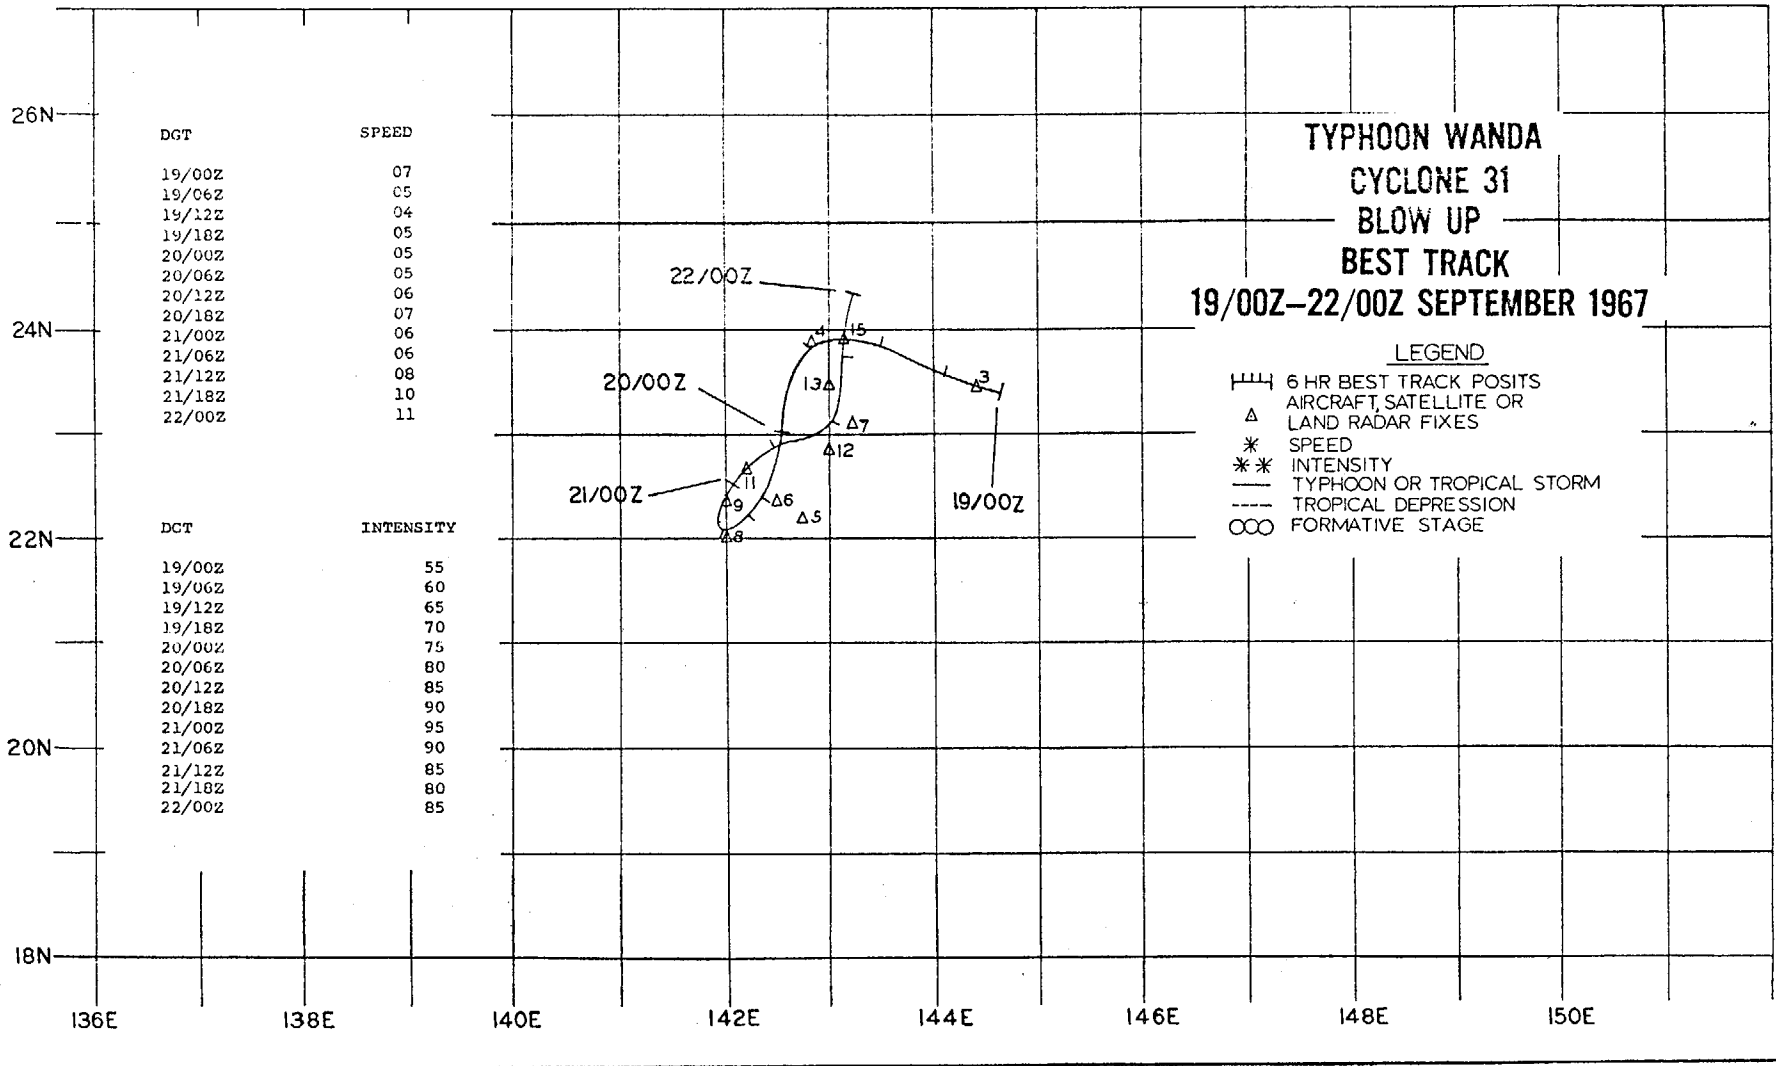 26N
24N
22N
20N
18N
DGT SPEED
19/00Z 07
19/06Z 05
19/12Z 04
19/18Z 05
20/00Z 05
20/06Z 05
20/12Z 06
20/18Z 07
21/00Z 06
21/06Z 06
21/12Z 08
21/18Z 10
22/00Z 11
DGT INTENSITY
19/00Z 55
19/06Z 60
19/12Z 65
19/18Z 70
20/00Z 75
20/06Z 80
20/12Z 85
20/18Z 90
21/00Z 95
21/06Z 90
21/12Z 85
21/18Z 80
22/00Z 85
22/00Z
4
15
13
3
20/00Z
7
12
11
21/00Z
9
6
5
8
19/00Z
TYPHOON WANDA
CYCLONE 31
BLOW UP
BEST TRACK
19/00Z–22/00Z SEPTEMBER 1967
LEGEND
6 HR BEST TRACK POSITS
AIRCRAFT, SATELLITE OR
LAND RADAR FIXES
SPEED
INTENSITY
TYPHOON OR TROPICAL STORM
TROPICAL DEPRESSION
FORMATIVE STAGE
136E 138E 140E 142E 144E 146E 148E 150E